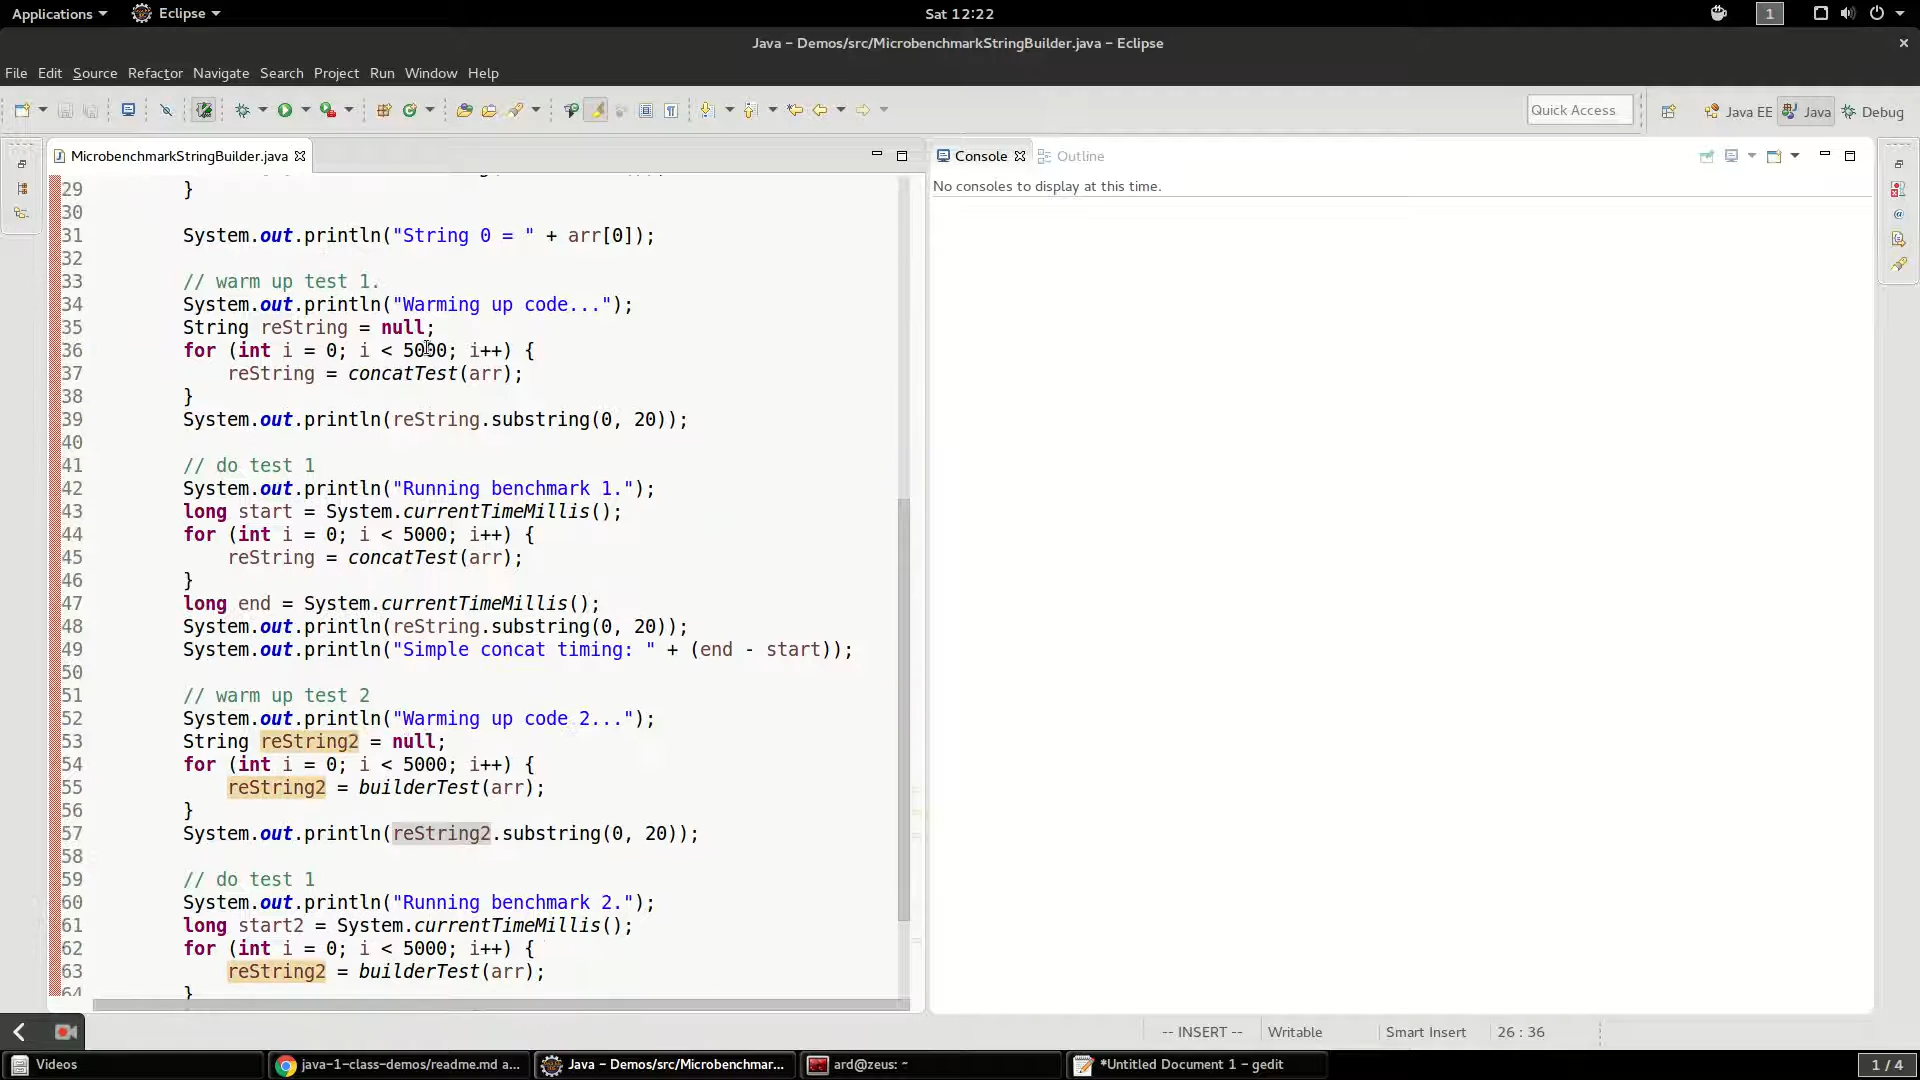 Applications
Eclipse
Sat 12:22
1
Java – Demos/src/MicrobenchmarkStringBuilder.java – Eclipse
File Edit Source Refactor Navigate Search Project Run Window Help
Quick Access
Java EE
Java
Debug
MicrobenchmarkStringBuilder.java
29 }
30
31 System.out.println("String 0 = " + arr[0]);
32
33 // warm up test 1.
34 System.out.println("Warming up code...");
35 String reString = null;
36 for (int i = 0; i < 5000; i++) {
37 reString = concatTest(arr);
38 }
39 System.out.println(reString.substring(0, 20));
40
41 // do test 1
42 System.out.println("Running benchmark 1.");
43 long start = System.currentTimeMillis();
44 for (int i = 0; i < 5000; i++) {
45 reString = concatTest(arr);
46 }
47 long end = System.currentTimeMillis();
48 System.out.println(reString.substring(0, 20));
49 System.out.println("Simple concat timing: " + (end - start));
50
51 // warm up test 2
52 System.out.println("Warming up code 2...");
53 String reString2 = null;
54 for (int i = 0; i < 5000; i++) {
55 reString2 = builderTest(arr);
56 }
57 System.out.println(reString2.substring(0, 20));
58
59 // do test 1
60 System.out.println("Running benchmark 2.");
61 long start2 = System.currentTimeMillis();
62 for (int i = 0; i < 5000; i++) {
63 reString2 = builderTest(arr);
64 }
Console
Outline
No consoles to display at this time.
-- INSERT --
Writable
Smart Insert
26 : 36
Videos
java-1-class-demos/readme.md a...
Java – Demos/src/Microbenchmar...
ard@zeus: ~
*Untitled Document 1 – gedit
1 / 4